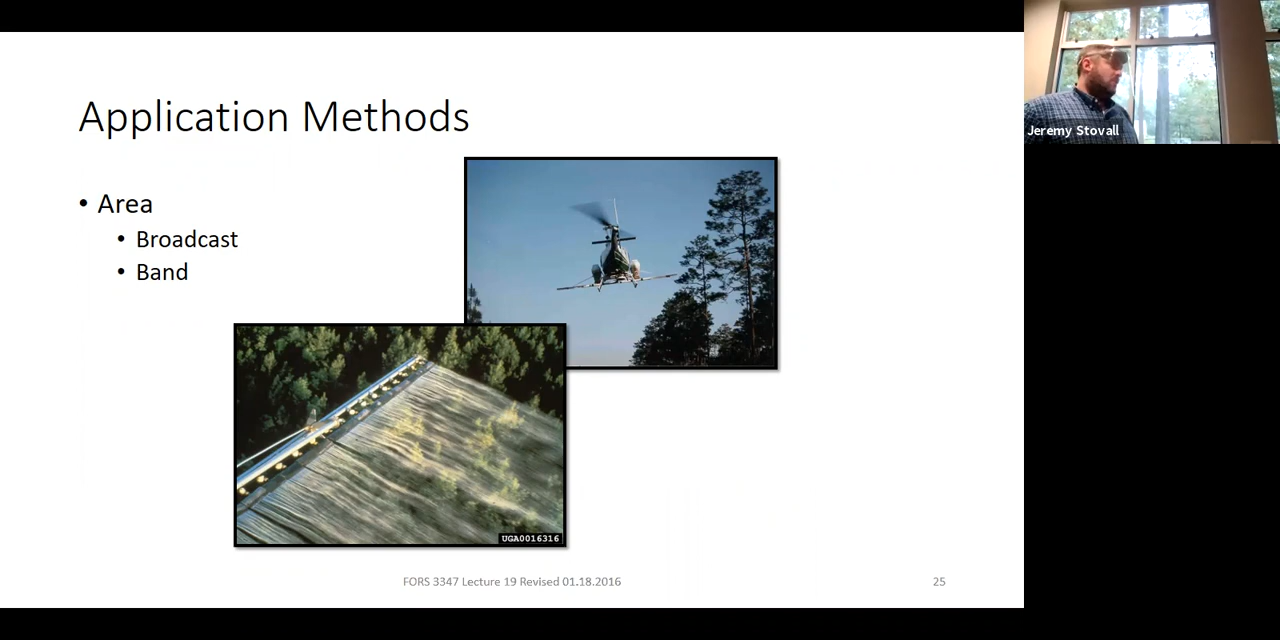 Application Methods
• Area
• Broadcast
• Band
UGA0016316
FORS 3347 Lecture 19 Revised 01.18.2016
25
Jeremy Stovall